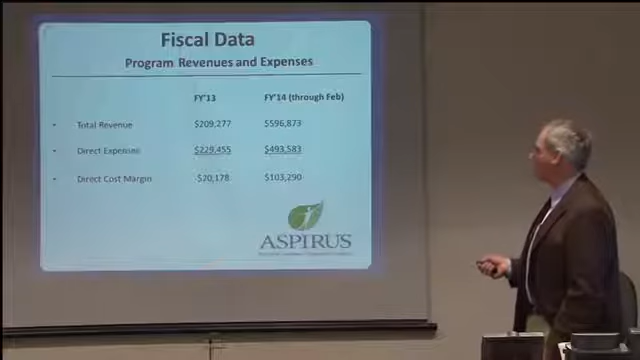 Fiscal Data
Program Revenues and Expenses
FY'13 FY'14 (through Feb)
• Total Revenue $209,277 $596,873
• Direct Expenses $229,455 $493,583
• Direct Cost Margin $20,178 $103,290
ASPIRUS